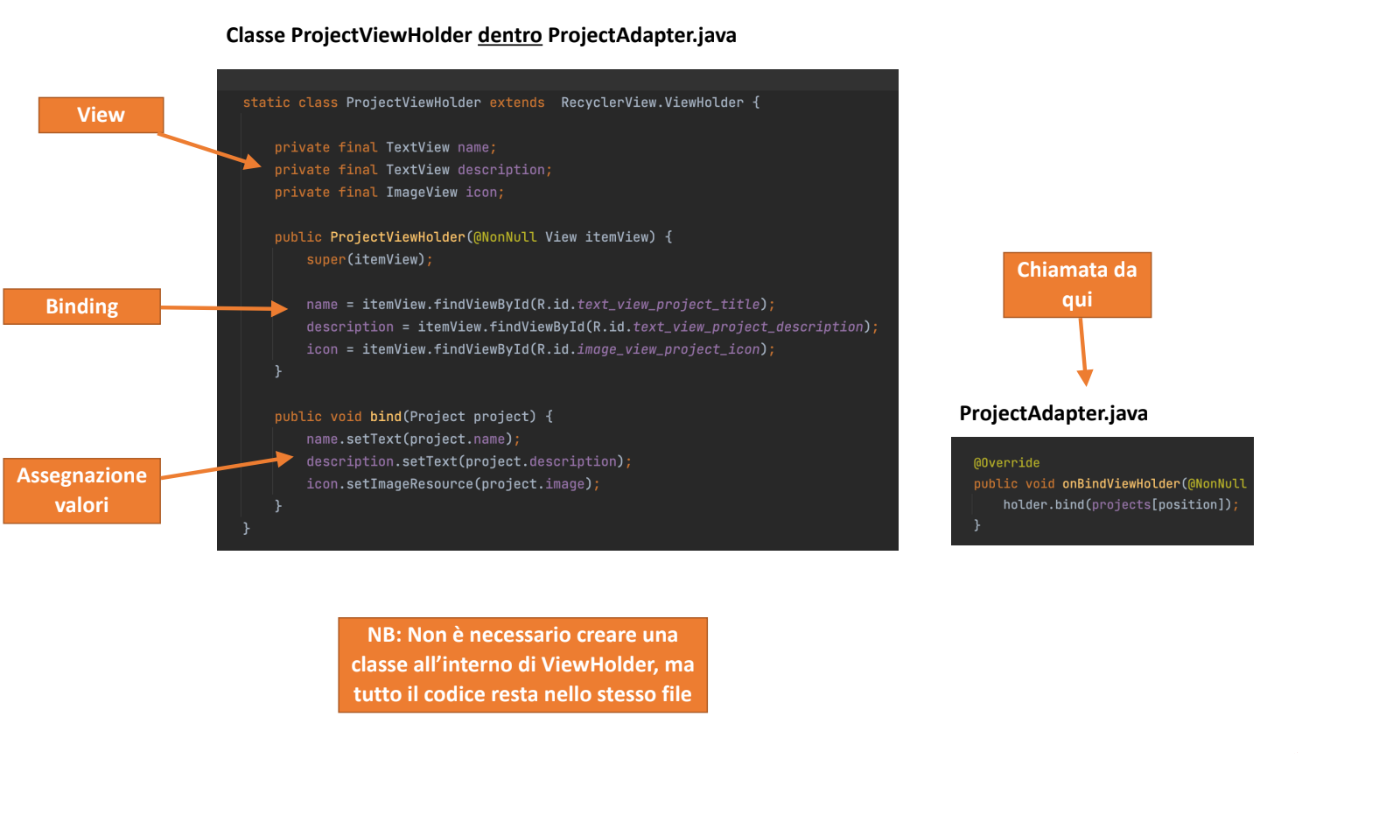 Classe ProjectViewHolder dentro ProjectAdapter.java
View
static class ProjectViewHolder extends  RecyclerView.ViewHolder {
private final TextView name;
private final TextView description;
private final ImageView icon;
public ProjectViewHolder(@NonNull View itemView) {
super(itemView);
Binding
name = itemView.findViewById(R.id.text_view_project_title);
description = itemView.findViewById(R.id.text_view_project_description);
icon = itemView.findViewById(R.id.image_view_project_icon);
}
public void bind(Project project) {
name.setText(project.name);
description.setText(project.description);
icon.setImageResource(project.image);
}
}
Assegnazione
valori
Chiamata da
qui
ProjectAdapter.java
@Override
public void onBindViewHolder(@NonNull
holder.bind(projects[position]);
}
NB: Non è necessario creare una
classe all’interno di ViewHolder, ma
tutto il codice resta nello stesso file